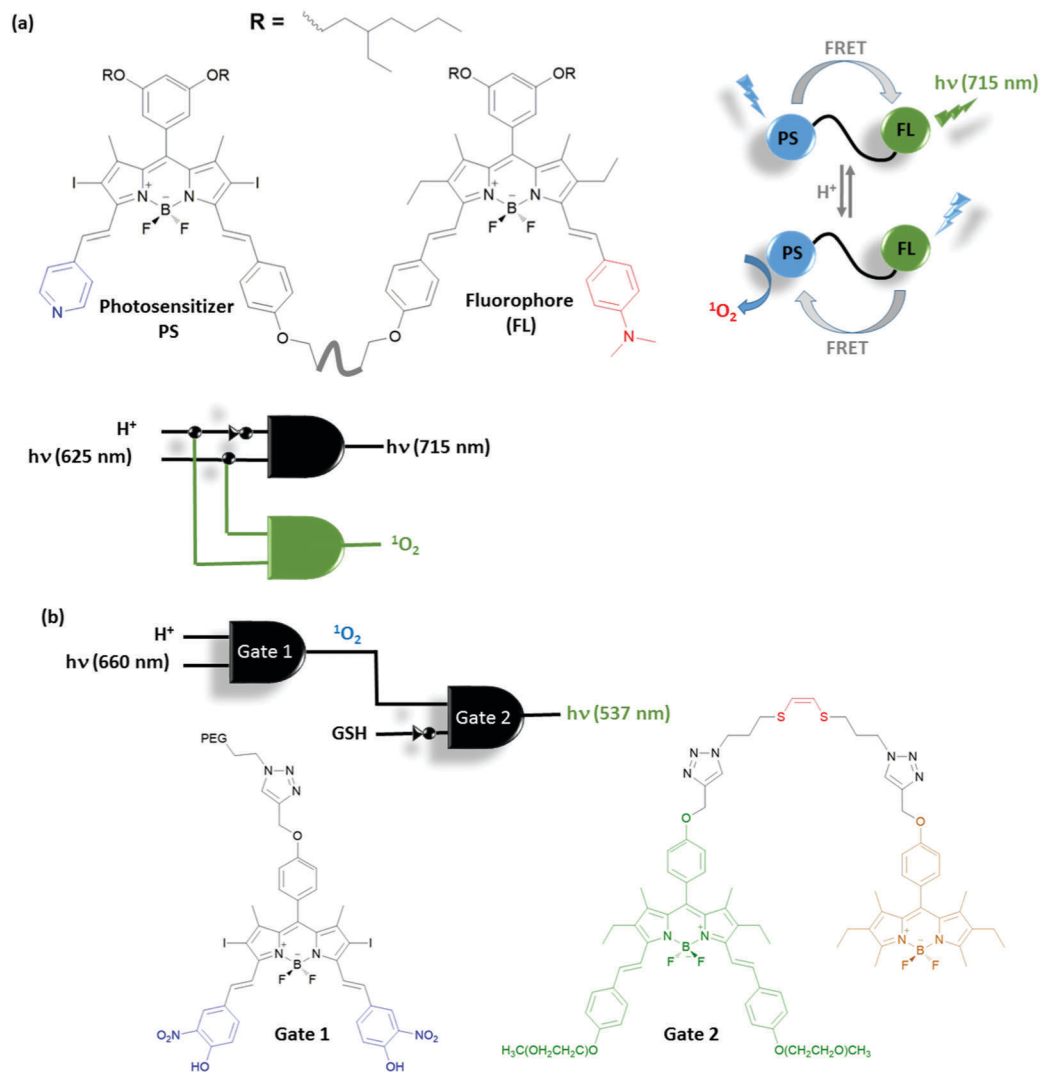 (a)
R =
RO
OR
RO
OR
I
I
N
N
+
B
-
F
F
N
N
+
B
-
F
F
N
Photosensitizer
PS
Fluorophore
(FL)
O
O
N
FRET
hν (715 nm)
PS
FL
H+
PS
FL
1O2
FRET
H+
hν (625 nm)
hν (715 nm)
1O2
(b)
H+
hν (660 nm)
Gate 1
1O2
GSH
Gate 2
hν (537 nm)
PEG
N
N
N
O
I
I
N
N
+
B
-
F
F
O2N
HO
NO2
OH
Gate 1
S
S
N
N
N
N
N
N
O
O
N
N
+
B
-
F
F
N
N
+
B
-
F
F
H3C(OH2CH2C)O
O(CH2CH2O)CH3
Gate 2